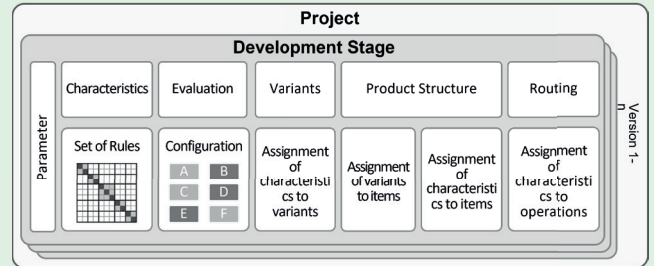 Project
Development Stage
Parameter
Characteristics
Evaluation
Variants
Product Structure
Routing
Set of Rules
Configuration
A B
C D
E F
Assignment
of
characteristi
cs to
variants
Assignment
of variants
to items
Assignment
of
characteristi
cs to items
Assignment
of
characteristi
cs to
operations
Version 1-
n